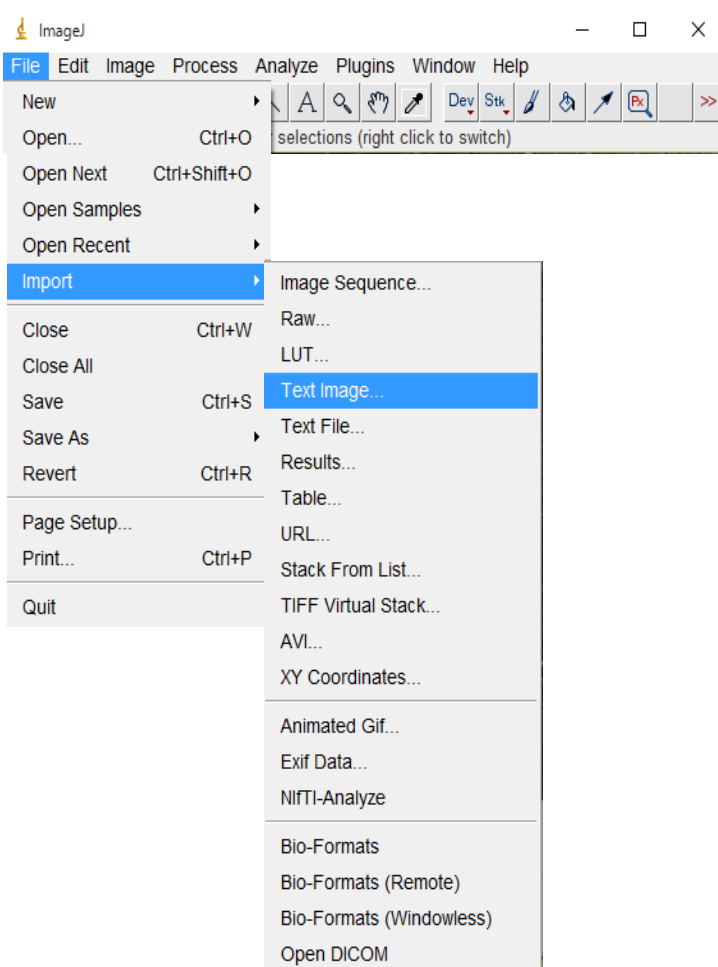 ImageJ
File Edit Image Process Analyze Plugins Window Help
A Dev Stk Px >>
selections (right click to switch)
New
Open... Ctrl+O
Open Next Ctrl+Shift+O
Open Samples
Open Recent
Import
Close Ctrl+W
Close All
Save Ctrl+S
Save As
Revert Ctrl+R
Page Setup...
Print... Ctrl+P
Quit
Image Sequence...
Raw...
LUT...
Text Image...
Text File...
Results...
Table...
URL...
Stack From List...
TIFF Virtual Stack...
AVI...
XY Coordinates...
Animated Gif...
Exif Data...
NIfTI-Analyze
Bio-Formats
Bio-Formats (Remote)
Bio-Formats (Windowless)
Open DICOM